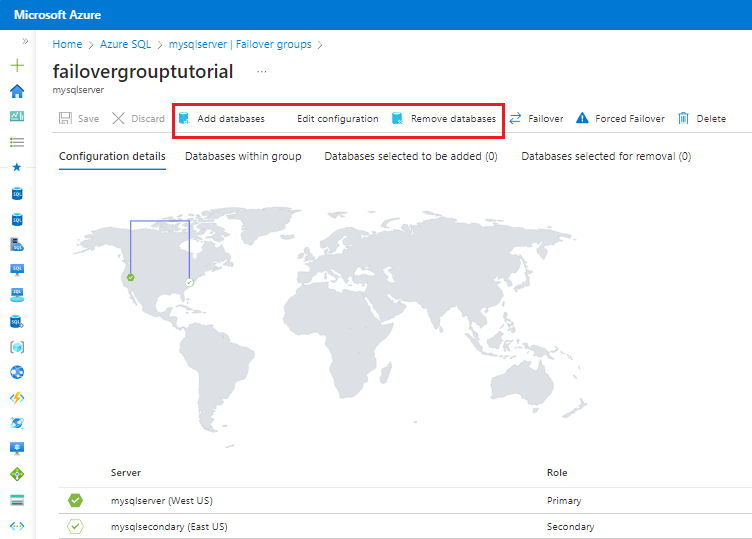 Microsoft Azure
Home > Azure SQL > mysqlserver | Failover groups >
failovergrouptutorial ...
mysqlserver
Save Discard Add databases Edit configuration Remove databases Failover Forced Failover Delete
Configuration details Databases within group Databases selected to be added (0) Databases selected for removal (0)
Server Role
mysqlserver (West US) Primary
mysqlsecondary (East US) Secondary